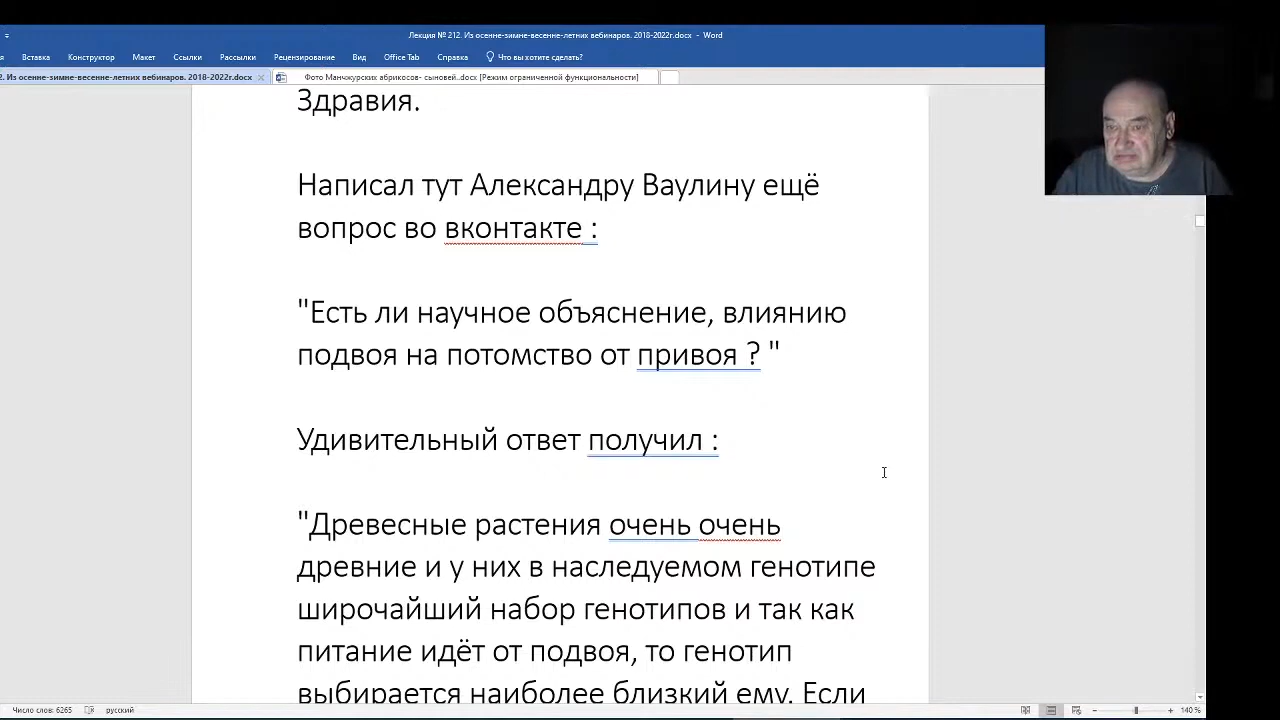 Лекция № 212. Из осенне-зимне-весенне-летних вебинаров. 2018-2022г.docx - Word
Вставка Конструктор Макет Ссылки Рассылки Рецензирование Вид Office Tab Справка Что вы хотите сделать?
2. Из осенне-зимне-весенне-летних вебинаров. 2018-2022г.docx Фото Манчжурских абрикосов- сыновей..docx [Режим ограниченной функциональности]
Здравия.
Написал тут Александру Ваулину ещё
вопрос во вконтакте :
"Есть ли научное объяснение, влиянию
подвоя на потомство от привоя ? "
Удивительный ответ получил :
"Древесные растения очень очень
древние и у них в наследуемом генотипе
широчайший набор генотипов и так как
питание идёт от подвоя, то генотип
выбирается наиболее близкий ему. Если
Число слов: 6265 русский 140 %